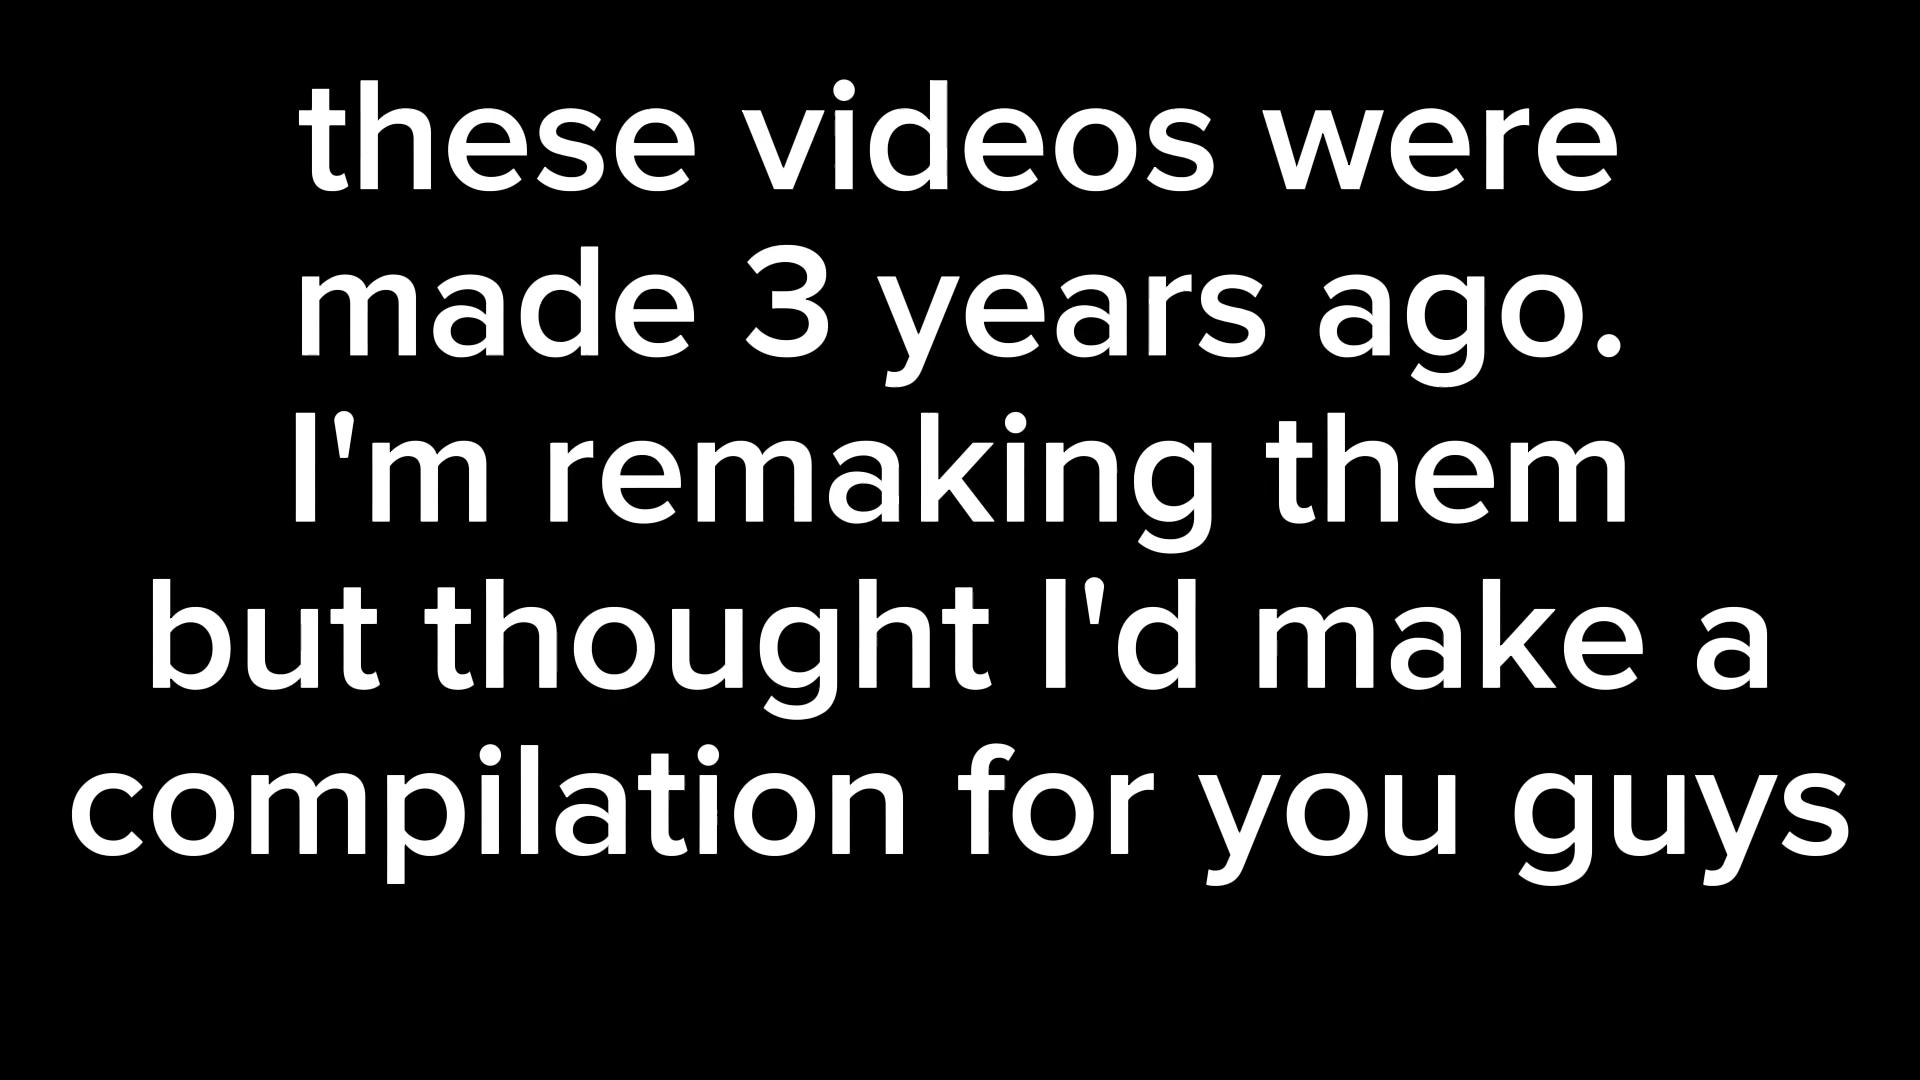 these videos were
made 3 years ago.
I'm remaking them
but thought I'd make a
compilation for you guys